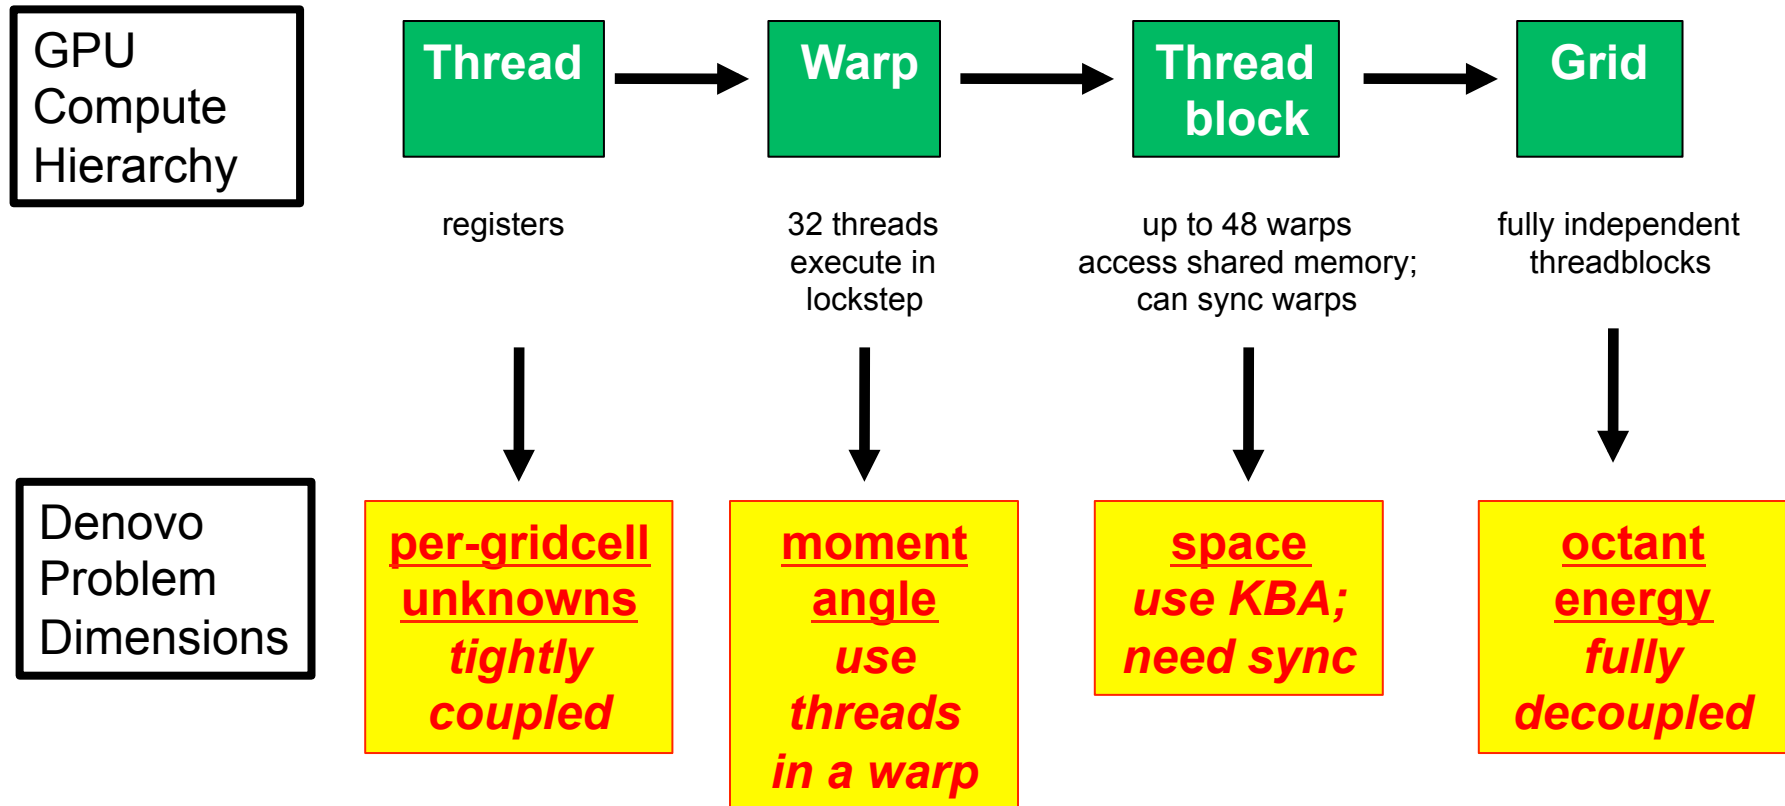 GPU
Compute
Hierarchy
Thread
Warp
Thread
block
Grid
registers
32 threads
execute in
lockstep
up to 48 warps
access shared memory;
can sync warps
fully independent
threadblocks
Denovo
Problem
Dimensions
per-gridcell
unknowns
tightly
coupled
moment
angle
use
threads
in a warp
space
use KBA;
need sync
octant
energy
fully
decoupled